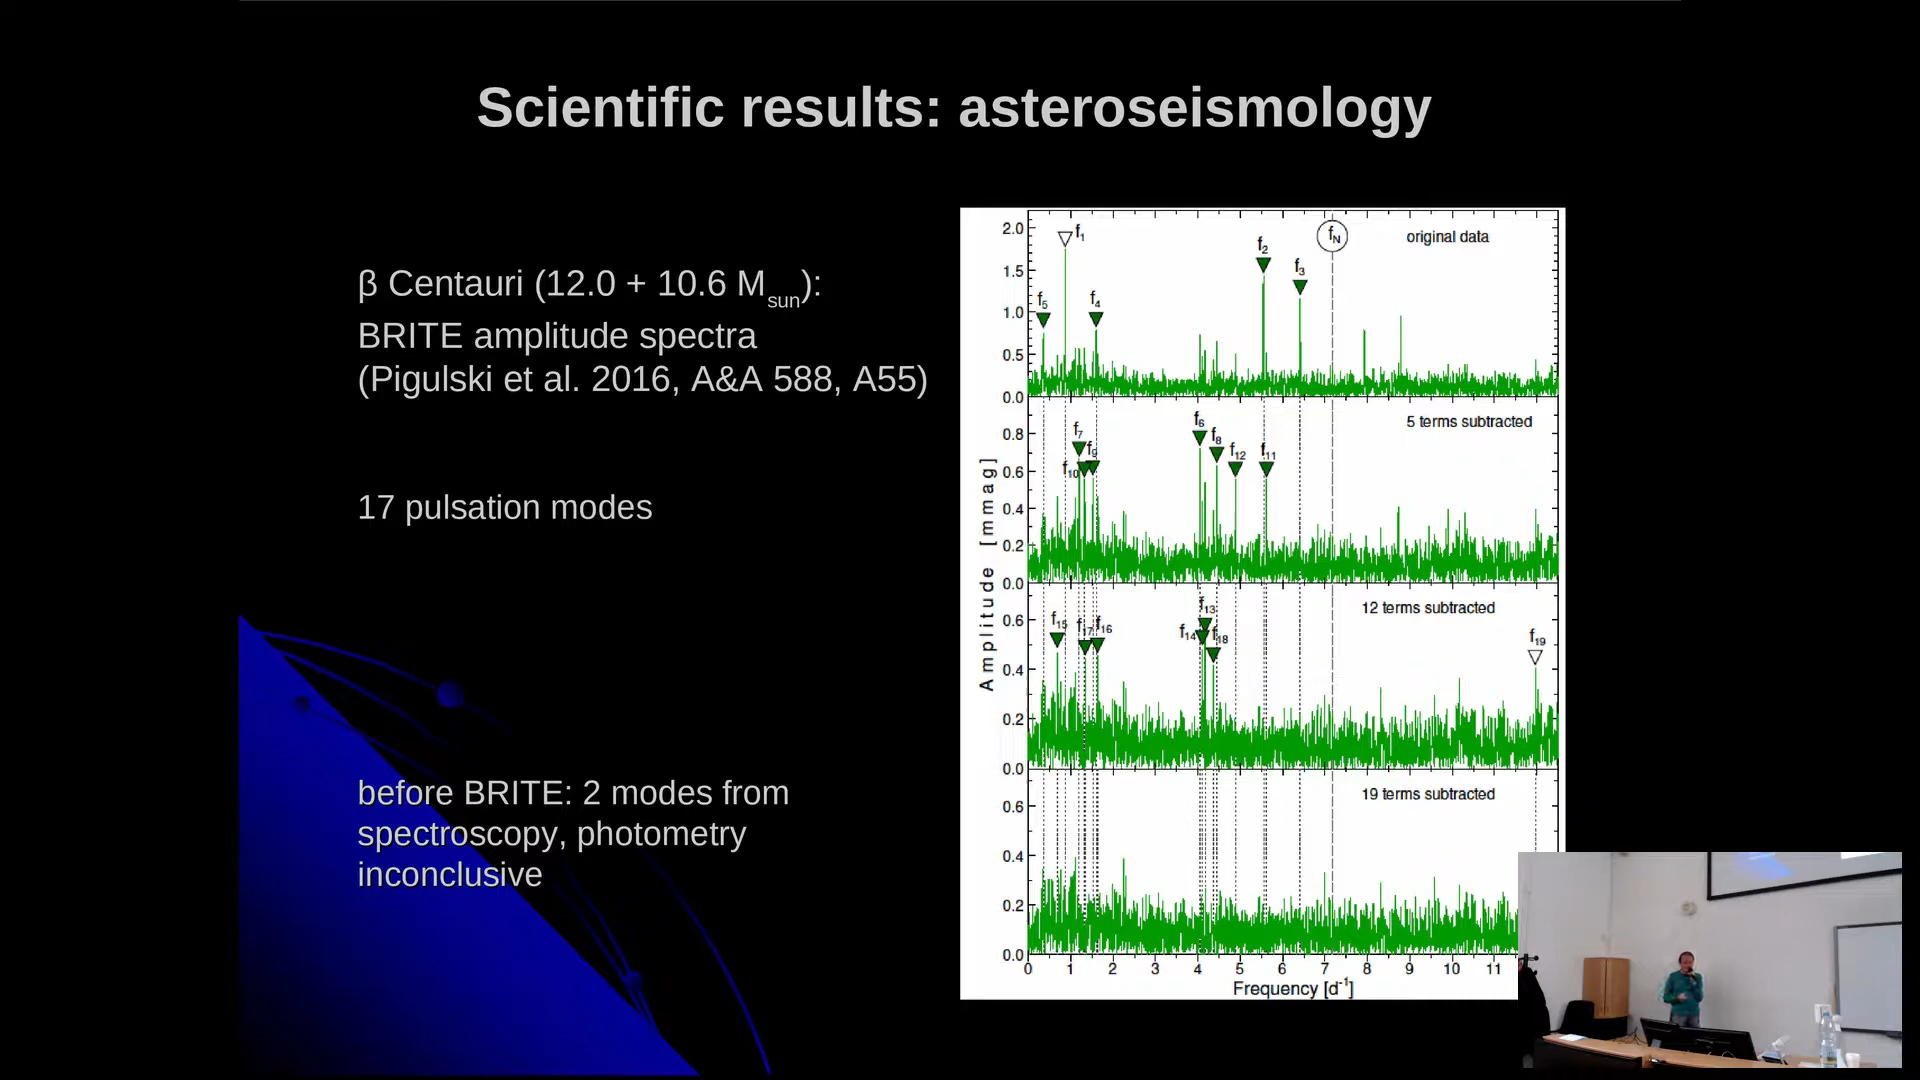 Scientific results: asteroseismology
β Centauri (12.0 + 10.6 Msun):
BRITE amplitude spectra
(Pigulski et al. 2016, A&A 588, A55)
17 pulsation modes
before BRITE: 2 modes from
spectroscopy, photometry
inconclusive
Amplitude [mmag]
2.0
1.5
1.0
0.5
0.0
f1
f2
f3
f4
f5
fN
original data
0.8
0.6
0.4
0.2
0.0
f7
f9
f10
f6
f8
f12
f11
5 terms subtracted
0.6
0.4
0.2
0.0
f15
f17
f16
f13
f14
f18
f19
12 terms subtracted
0.6
0.4
0.2
0.0
19 terms subtracted
0 1 2 3 4 5 6 7 8 9 10 11
Frequency [d-1]